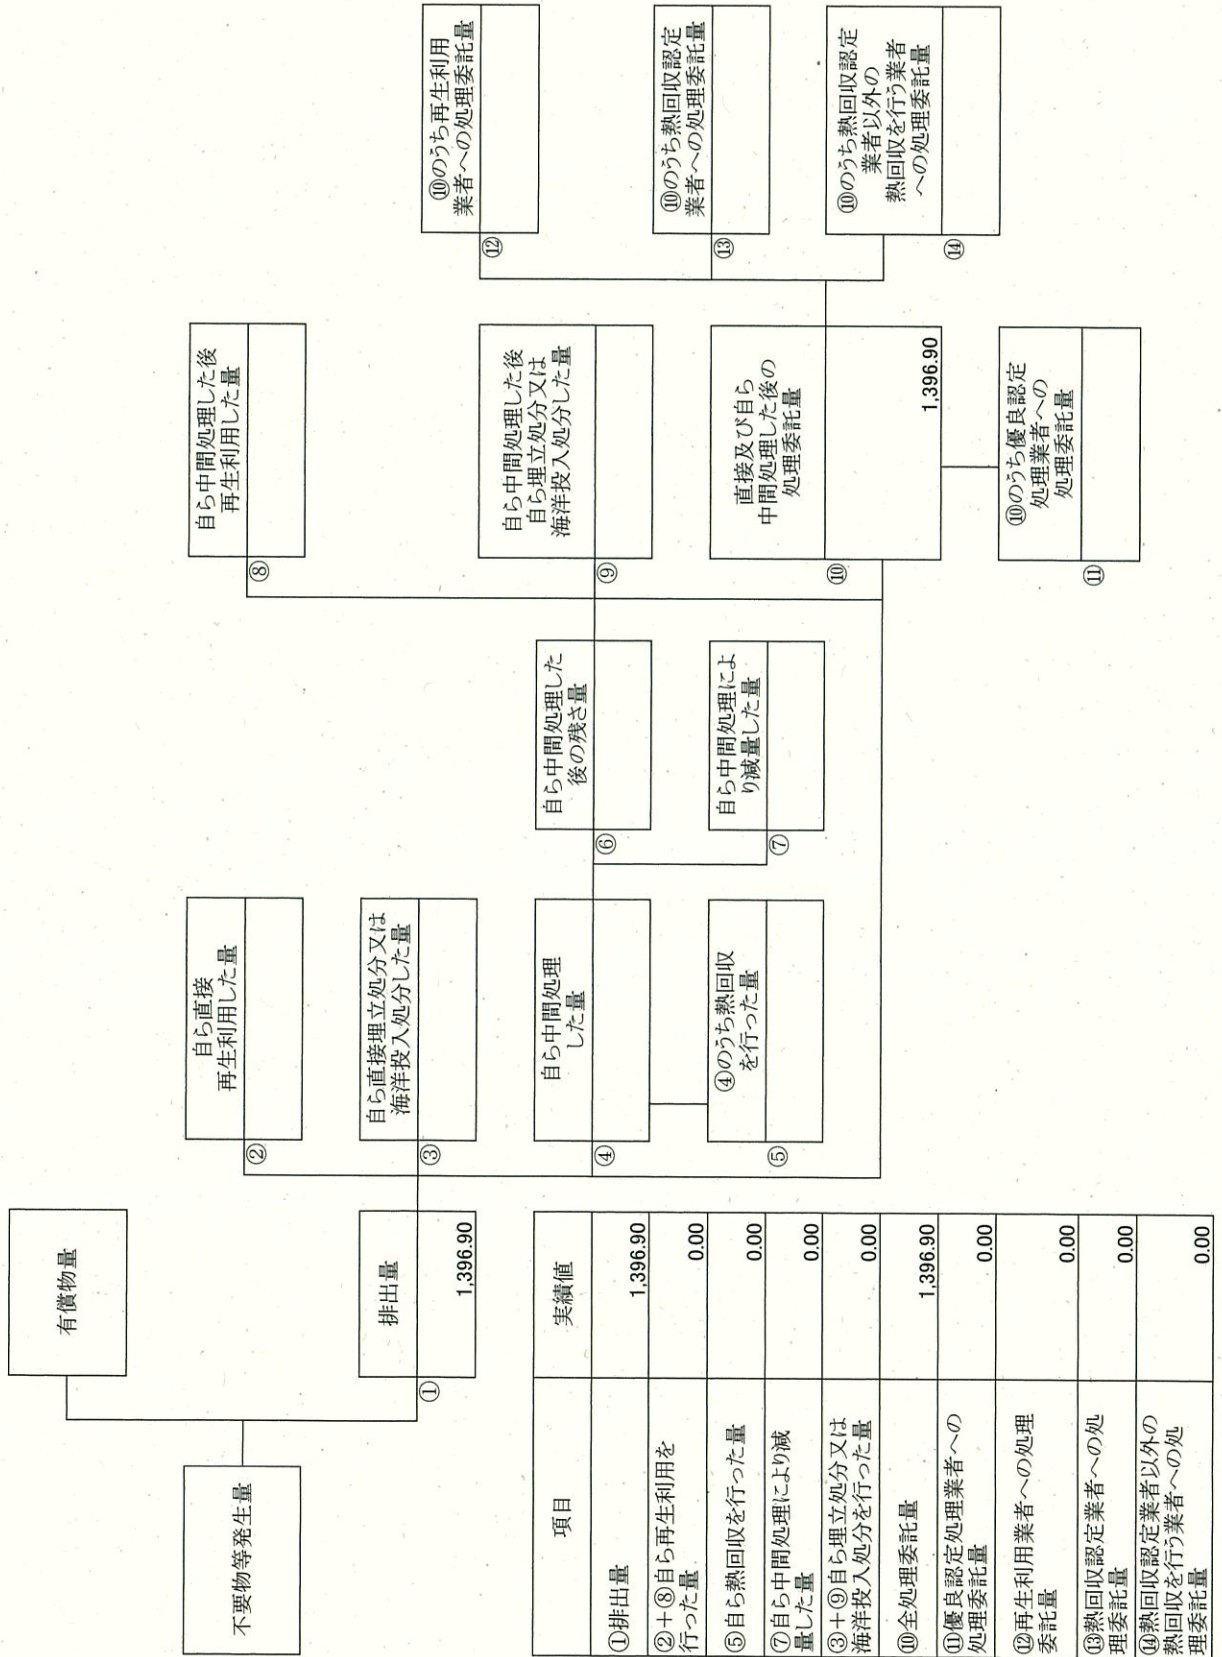 不要物等発生量
有償物量
①
排出量
1,396.90
②
自ら直接
再生利用した量
③
自ら直接埋立処分又は
海洋投入処分した量
④
自ら中間処理
した量
⑤
④のうち熱回収
を行った量
⑥
自ら中間処理した
後の残さ量
⑦
自ら中間処理によ
り減量した量
⑧
自ら中間処理した後
再生利用した量
⑨
自ら中間処理した後
自ら埋立処分又は
海洋投入処分した量
⑩
直接及び自ら
中間処理した後の
処理委託量
1,396.90
⑪
⑩のうち優良認定
処理業者への
処理委託量
⑫
⑩のうち再生利用
業者への処理委託量
⑬
⑩のうち熱回収認定
業者への処理委託量
⑭
⑩のうち熱回収認定
業者以外の
熱回収を行う業者
への処理委託量
項目
実績値
①排出量
1,396.90
②+⑧自ら再生利用を
行った量
0.00
⑤自ら熱回収を行った量
0.00
⑦自ら中間処理により減
量した量
0.00
③+⑨自ら埋立処分又は
海洋投入処分を行った量
0.00
⑩全処理委託量
1,396.90
⑪優良認定処理業者への
処理委託量
0.00
⑫再生利用業者への処理
委託量
0.00
⑬熱回収認定業者への処
理委託量
0.00
⑭熱回収認定業者以外の
熱回収を行う業者への処
理委託量
0.00